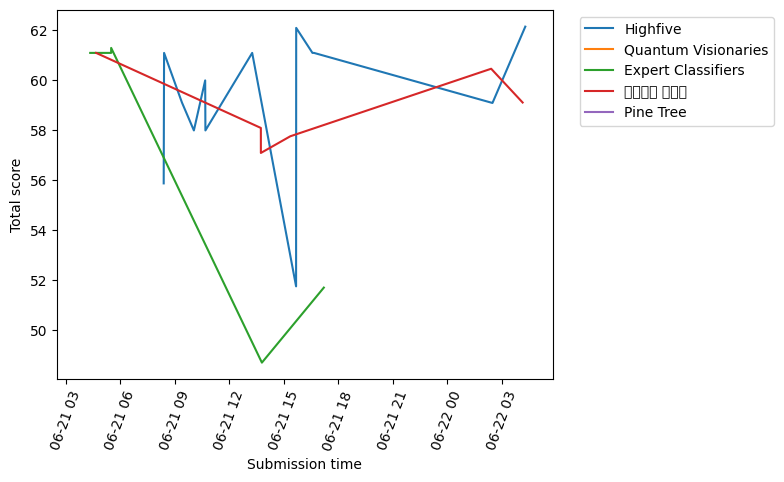 62
60
58
56
54
52
50
Total score
06-21 03
06-21 06
06-21 09
06-21 12
06-21 15
06-21 18
06-21 21
06-22 00
06-22 03
Submission time
Highfive
Quantum Visionaries
Expert Classifiers
Pine Tree